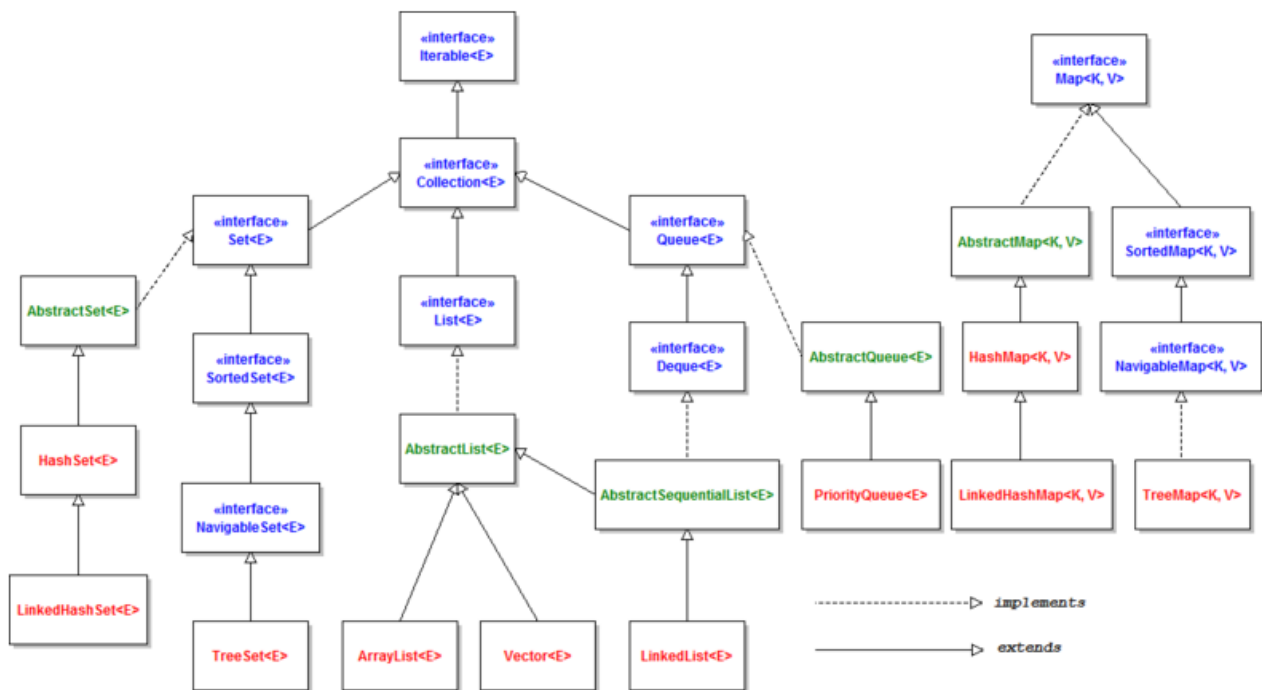 «interface»
Iterable<E>
«interface»
Map<K, V>
«interface»
Collection<E>
«interface»
Set<E>
«interface»
Queue<E>
AbstractMap<K, V>
«interface»
SortedMap<K, V>
AbstractSet<E>
«interface»
List<E>
«interface»
SortedSet<E>
«interface»
Deque<E>
AbstractQueue<E>
HashMap<K, V>
«interface»
NavigableMap<K, V>
HashSet<E>
AbstractList<E>
AbstractSequentialList<E>
PriorityQueue<E>
LinkedHashMap<K, V>
TreeMap<K, V>
«interface»
NavigableSet<E>
LinkedHashSet<E>
TreeSet<E>
ArrayList<E>
Vector<E>
LinkedList<E>
implements
extends